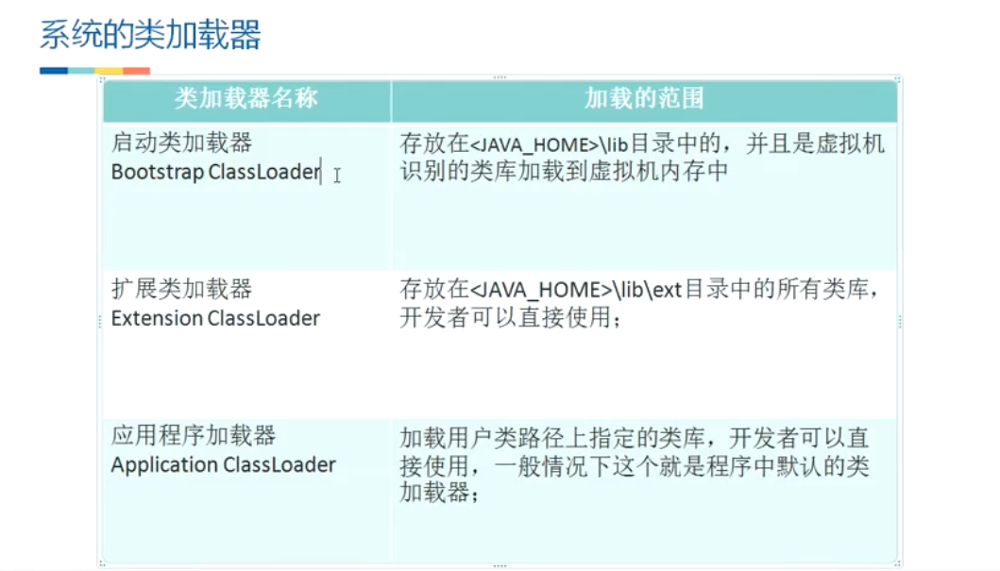 系统的类加载器
类加载器名称
加载的范围
启动类加载器
Bootstrap ClassLoader
存放在<JAVA_HOME>\lib目录中的，并且是虚拟机
识别的类库加载到虚拟机内存中
扩展类加载器
Extension ClassLoader
存放在<JAVA_HOME>\lib\ext目录中的所有类库，
开发者可以直接使用；
应用程序加载器
Application ClassLoader
加载用户类路径上指定的类库，开发者可以直
接使用，一般情况下这个就是程序中默认的类
加载器；